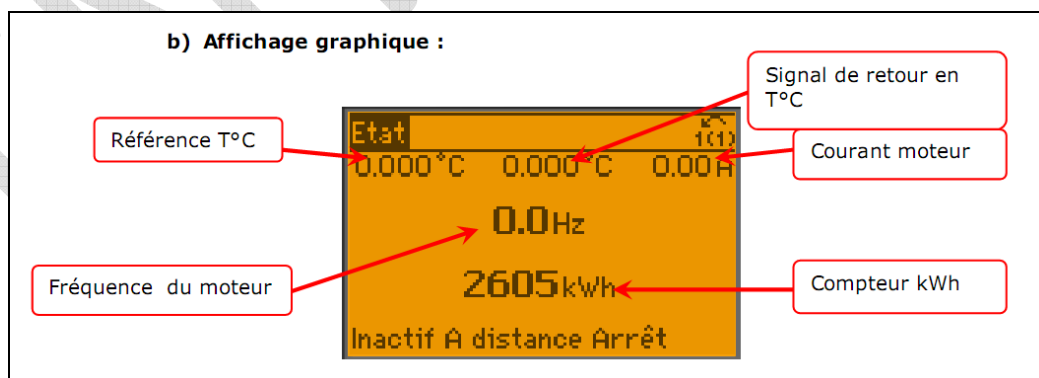 b) Affichage graphique :
Signal de retour en
T°C
Référence T°C
Courant moteur
Etat
1(1)
0.000°C 0.000°C 0.00A
0.0Hz
2605kWh
Fréquence du moteur
Compteur kWh
Inactif A distance Arrêt